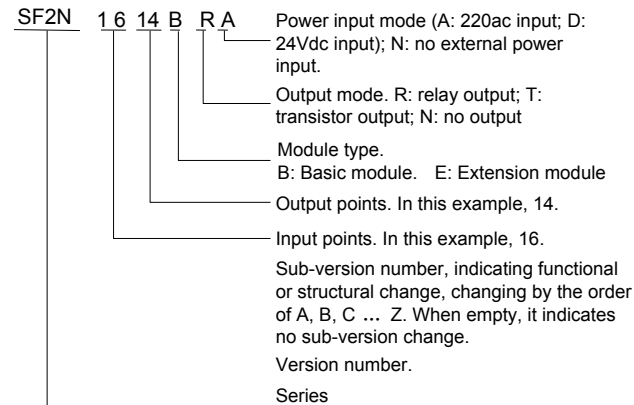 SF2N 16 14 B R A
Power input mode (A: 220ac input; D:
24Vdc input); N: no external power
input.
Output mode. R: relay output; T:
transistor output; N: no output
Module type.
B: Basic module. E: Extension module
Output points. In this example, 14.
Input points. In this example, 16.
Sub-version number, indicating functional
or structural change, changing by the order
of A, B, C … Z. When empty, it indicates
no sub-version change.
Version number.
Series